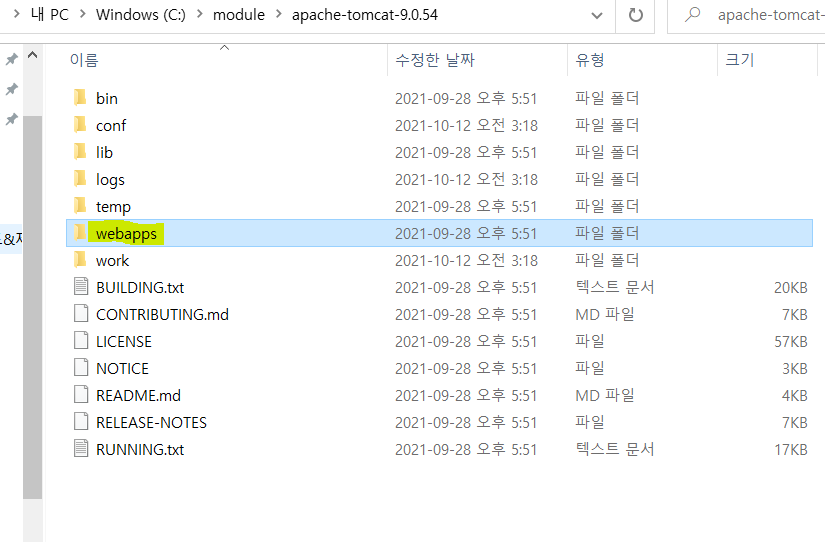 내 PC > Windows (C:) > module > apache-tomcat-9.0.54 apache-tomcat-
이름 수정한 날짜 유형 크기
bin 2021-09-28 오후 5:51 파일 폴더
conf 2021-10-12 오전 3:18 파일 폴더
lib 2021-09-28 오후 5:51 파일 폴더
logs 2021-10-12 오전 3:18 파일 폴더
temp 2021-09-28 오후 5:51 파일 폴더
webapps 2021-09-28 오후 5:51 파일 폴더
work 2021-10-12 오전 3:18 파일 폴더
BUILDING.txt 2021-09-28 오후 5:51 텍스트 문서 20KB
CONTRIBUTING.md 2021-09-28 오후 5:51 MD 파일 7KB
LICENSE 2021-09-28 오후 5:51 파일 57KB
NOTICE 2021-09-28 오후 5:51 파일 3KB
README.md 2021-09-28 오후 5:51 MD 파일 4KB
RELEASE-NOTES 2021-09-28 오후 5:51 파일 7KB
RUNNING.txt 2021-09-28 오후 5:51 텍스트 문서 17KB